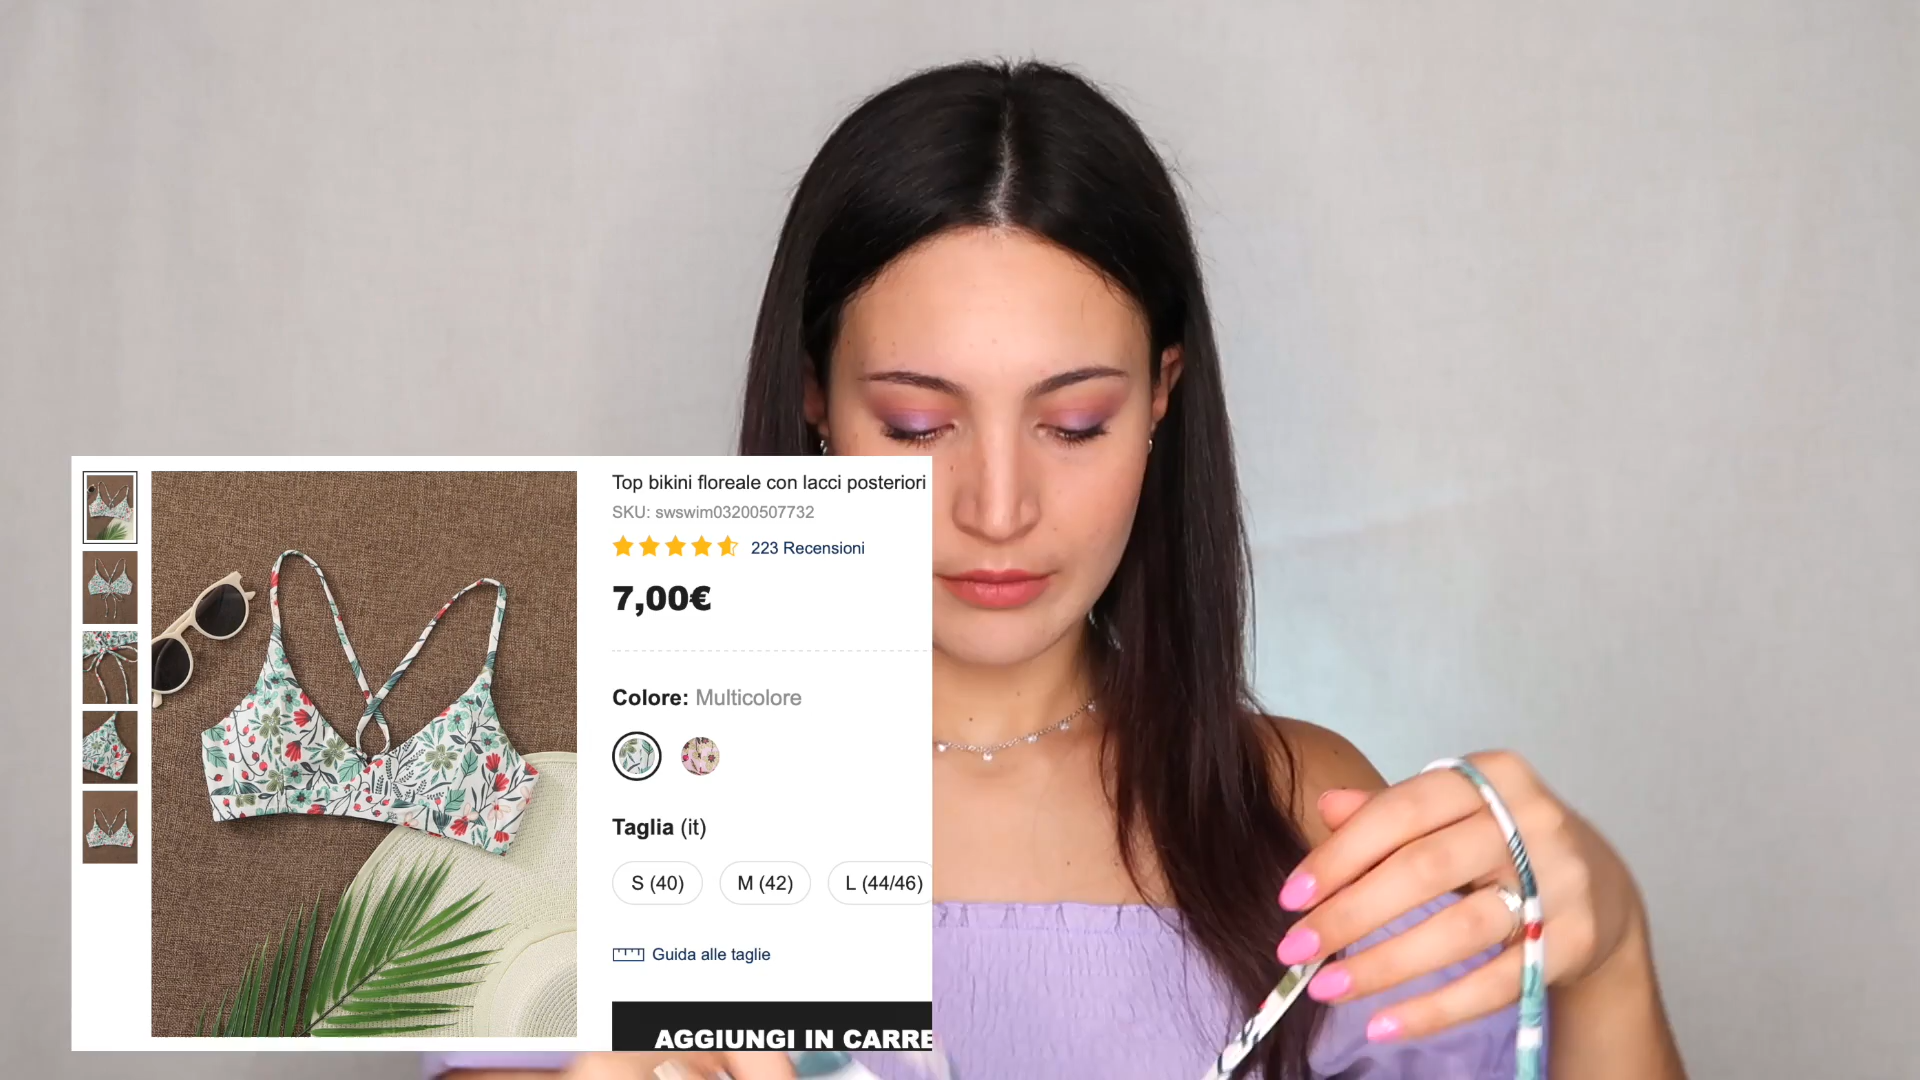 Top bikini floreale con lacci posteriori
SKU: swswim03200507732
223 Recensioni
7,00€
Colore: Multicolore
Taglia (it)
S (40) M (42) L (44/46)
Guida alle taglie
AGGIUNGI IN CARRE